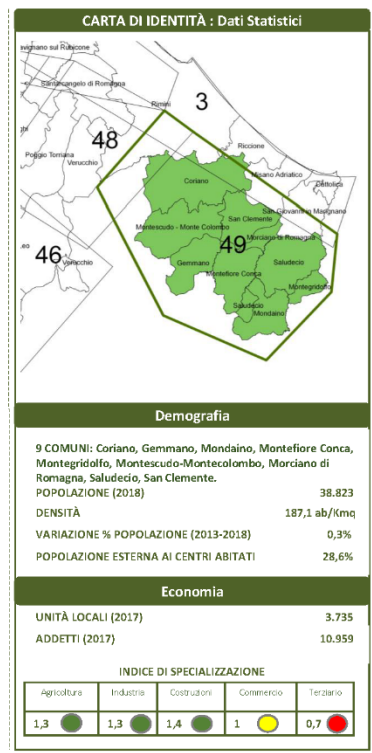 CARTA DI IDENTITÀ : Dati Statistici
Santarcangelo di Romagna
Rimini
3
48
Poggio Torriana
Verucchio
Riccione
Misano Adriatico
Cattolica
Coriano
San Clemente
San Giovanni in Marignano
Montescudo - Monte Colombo
49
Morciano di Romagna
46
Verucchio
Gemmano
Saludecio
Montefiore Conca
Montegridolfo
Saludecio
Mondaino
Demografia
9 COMUNI: Coriano, Gemmano, Mondaino, Montefiore Conca,
Montegridolfo, Montescudo-Montecolombo, Morciano di
Romagna, Saludecio, San Clemente.
POPOLAZIONE (2018) 38.823
DENSITÀ 187,1 ab/Kmq
VARIAZIONE % POPOLAZIONE (2013-2018) 0,3%
POPOLAZIONE ESTERNA AI CENTRI ABITATI 28,6%
Economia
UNITÀ LOCALI (2017) 3.735
ADDETTI (2017) 10.959
INDICE DI SPECIALIZZAZIONE
Agricoltura Industria Costruzioni Commercio Terziario
1,3 1,3 1,4 1 0,7